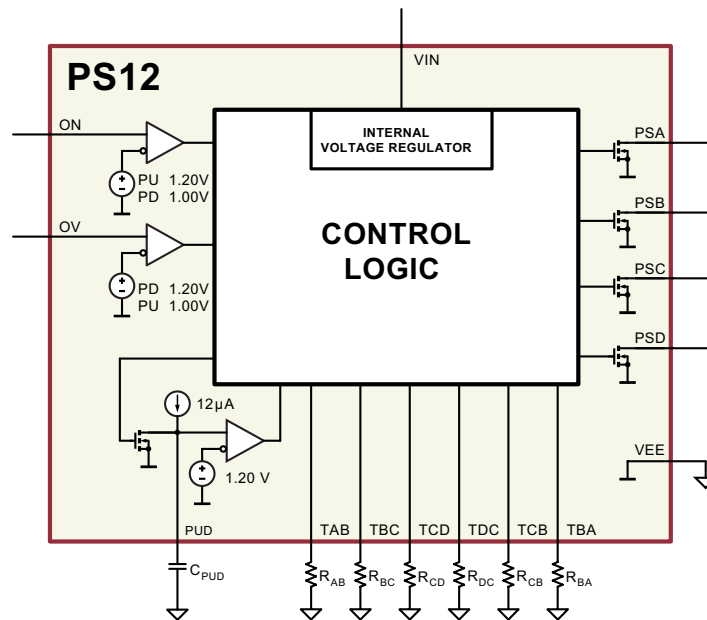 VIN
PS12
ON
INTERNAL
VOLTAGE REGULATOR
PSA
PU 1.20V
PD 1.00V
PSB
OV
CONTROL
LOGIC
PSC
PD 1.20V
PU 1.00V
PSD
12µA
VEE
1.20 V
PUD
TAB
TBC
TCD
TDC
TCB
TBA
CPUD
RAB
RBC
RCD
RDC
RCB
RBA